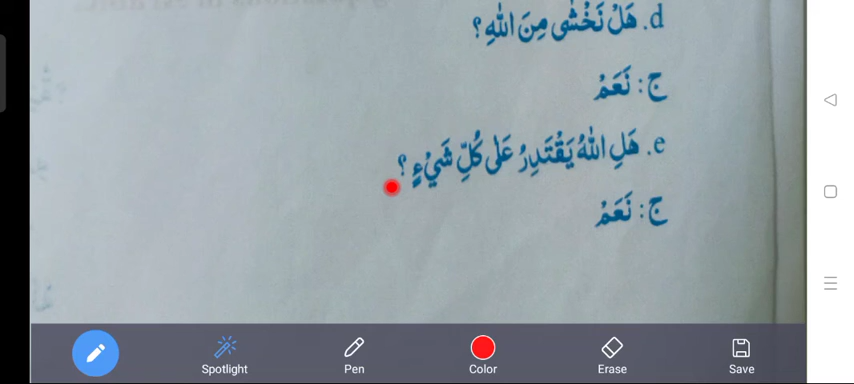 d. هَلْ نَخْشٰى مِنَ اللّٰهِ؟
ج: نَعَمْ
e. هَلِ اللّٰهُ يَقْتَدِرُ عَلٰى كُلِّ شَيْءٍ؟
ج: نَعَمْ
Spotlight
Pen
Color
Erase
Save